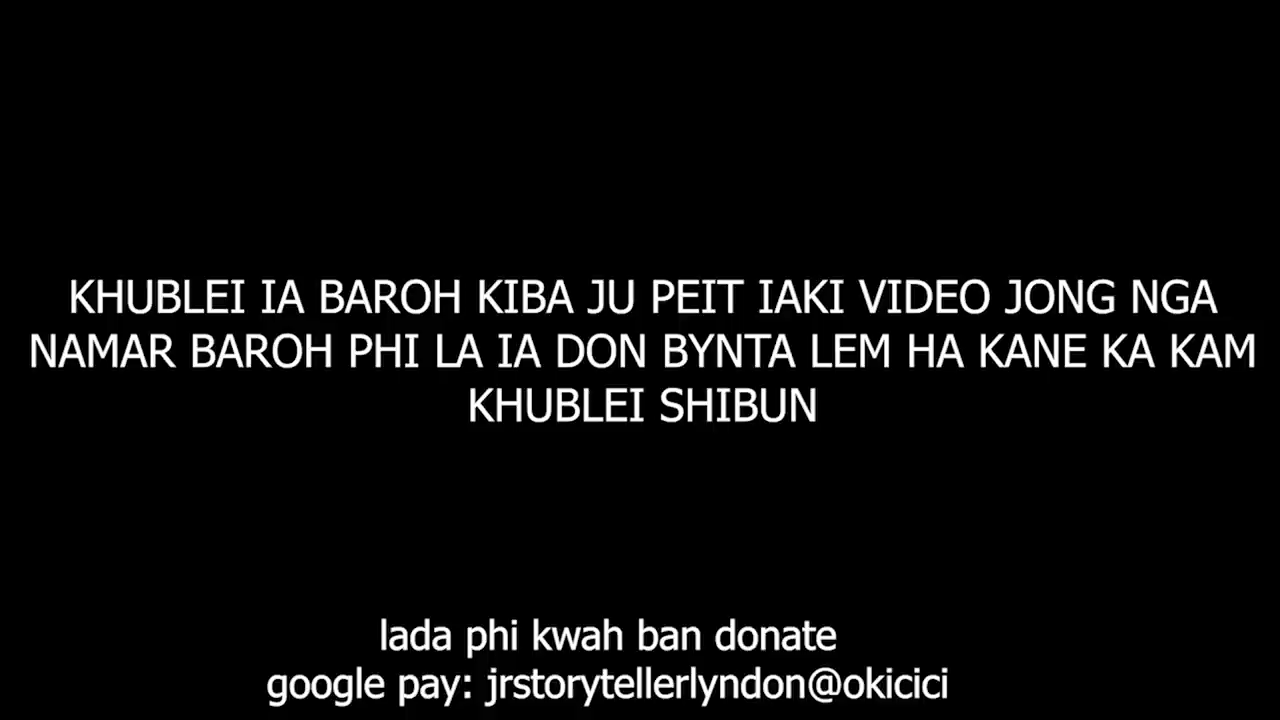 KHUBLEI IA BAROH KIBA JU PEIT IAKI VIDEO JONG NGA
NAMAR BAROH PHI LA IA DON BYNTA LEM HA KANE KA KAM
KHUBLEI SHIBUN
lada phi kwah ban donate
google pay: jrstorytellerlyndon@okicici